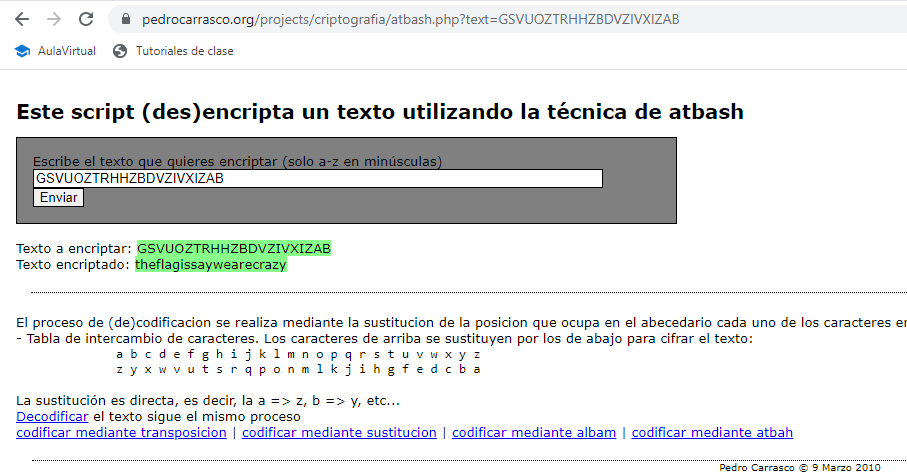 pedrocarrasco.org/projects/criptografia/atbash.php?text=GSVUOZTRHHZBDVZIVXIZAB
AulaVirtual Tutoriales de clase
Este script (des)encripta un texto utilizando la técnica de atbash
Escribe el texto que quieres encriptar (solo a-z en minúsculas)
GSVUOZTRHHZBDVZIVXIZAB
Enviar
Texto a encriptar: GSVUOZTRHHZBDVZIVXIZAB
Texto encriptado: theflagissaywearecrazy
El proceso de (de)codificacion se realiza mediante la sustitucion de la posicion que ocupa en el abecedario cada uno de los caracteres
- Tabla de intercambio de caracteres. Los caracteres de arriba se sustituyen por los de abajo para cifrar el texto:
a b c d e f g h i j k l m n o p q r s t u v w x y z
z y x w v u t s r q p o n m l k j i h g f e d c b a
La sustitución es directa, es decir, la a => z, b => y, etc...
Decodificar el texto sigue el mismo proceso
codificar mediante transposicion | codificar mediante sustitucion | codificar mediante albam | codificar mediante atbah
Pedro Carrasco © 9 Marzo 2010